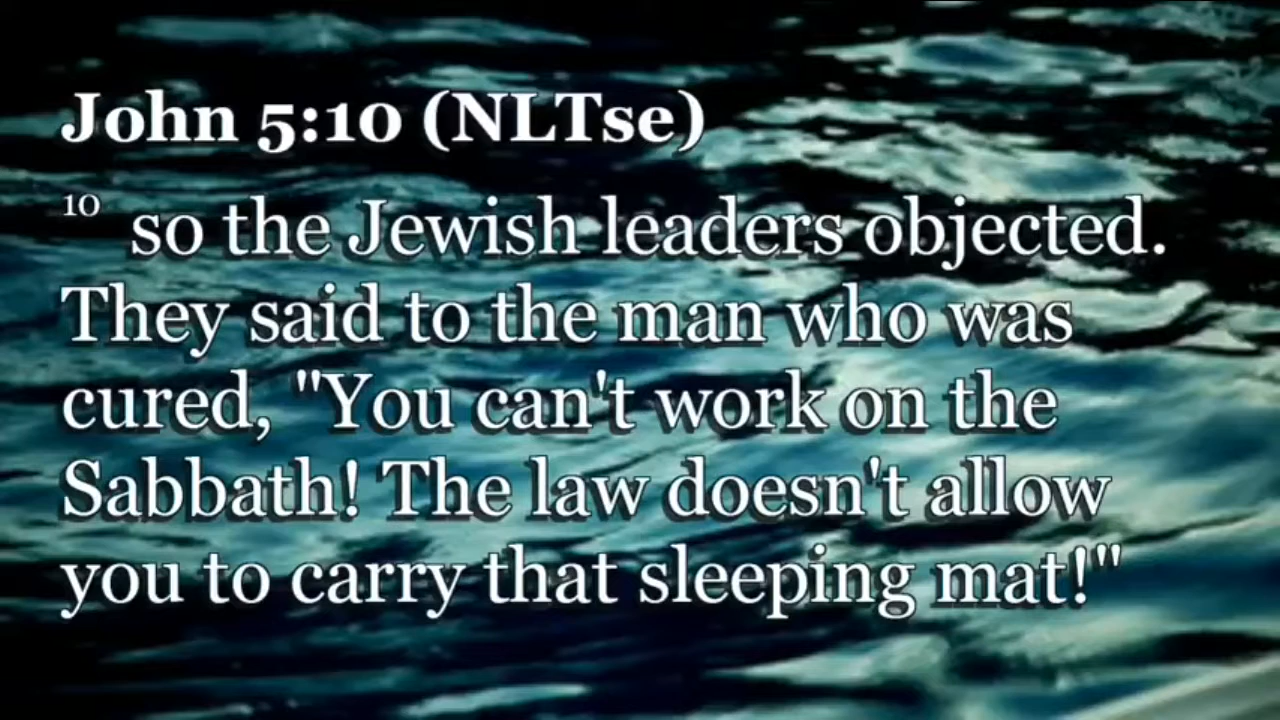 John 5:10 (NLTse)
10 so the Jewish leaders objected.
They said to the man who was
cured, "You can't work on the
Sabbath! The law doesn't allow
you to carry that sleeping mat!"